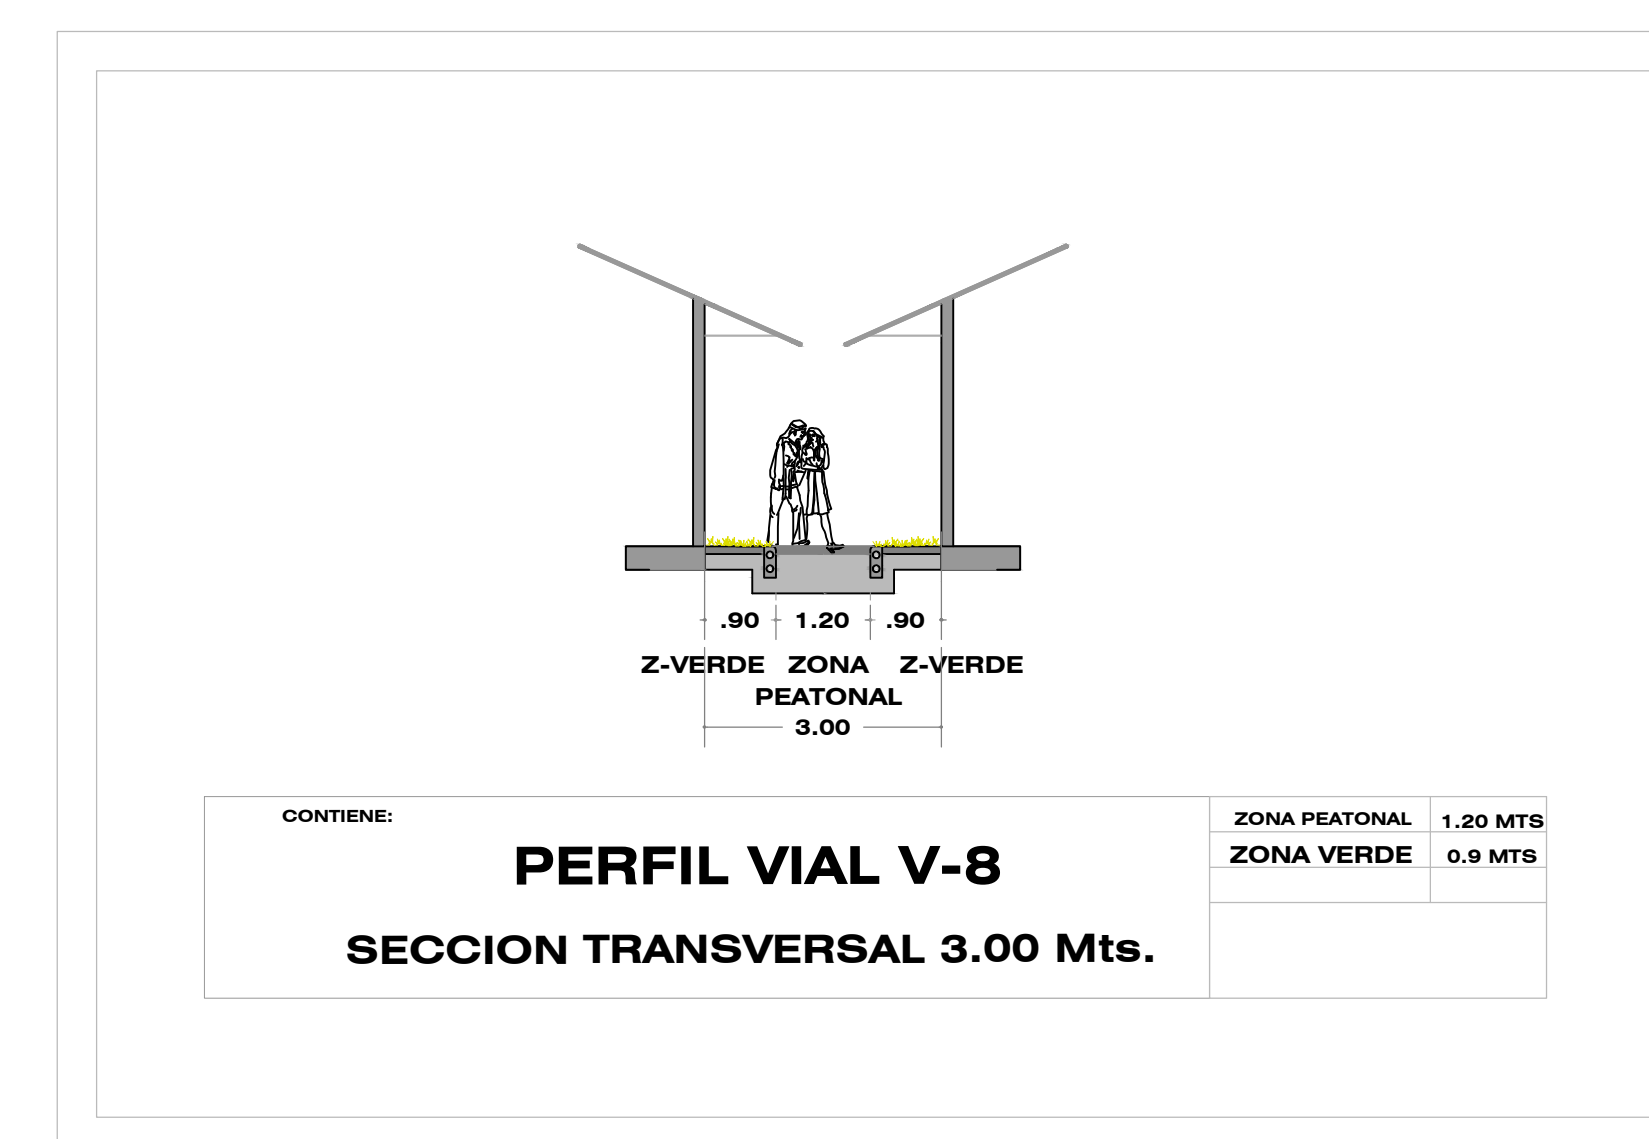 .90 1.20 .90
Z-VERDE ZONA Z-VERDE
PEATONAL
3.00
CONTIENE:
PERFIL VIAL V-8
SECCION TRANSVERSAL 3.00 Mts.
ZONA PEATONAL 1.20 MTS
ZONA VERDE 0.9 MTS